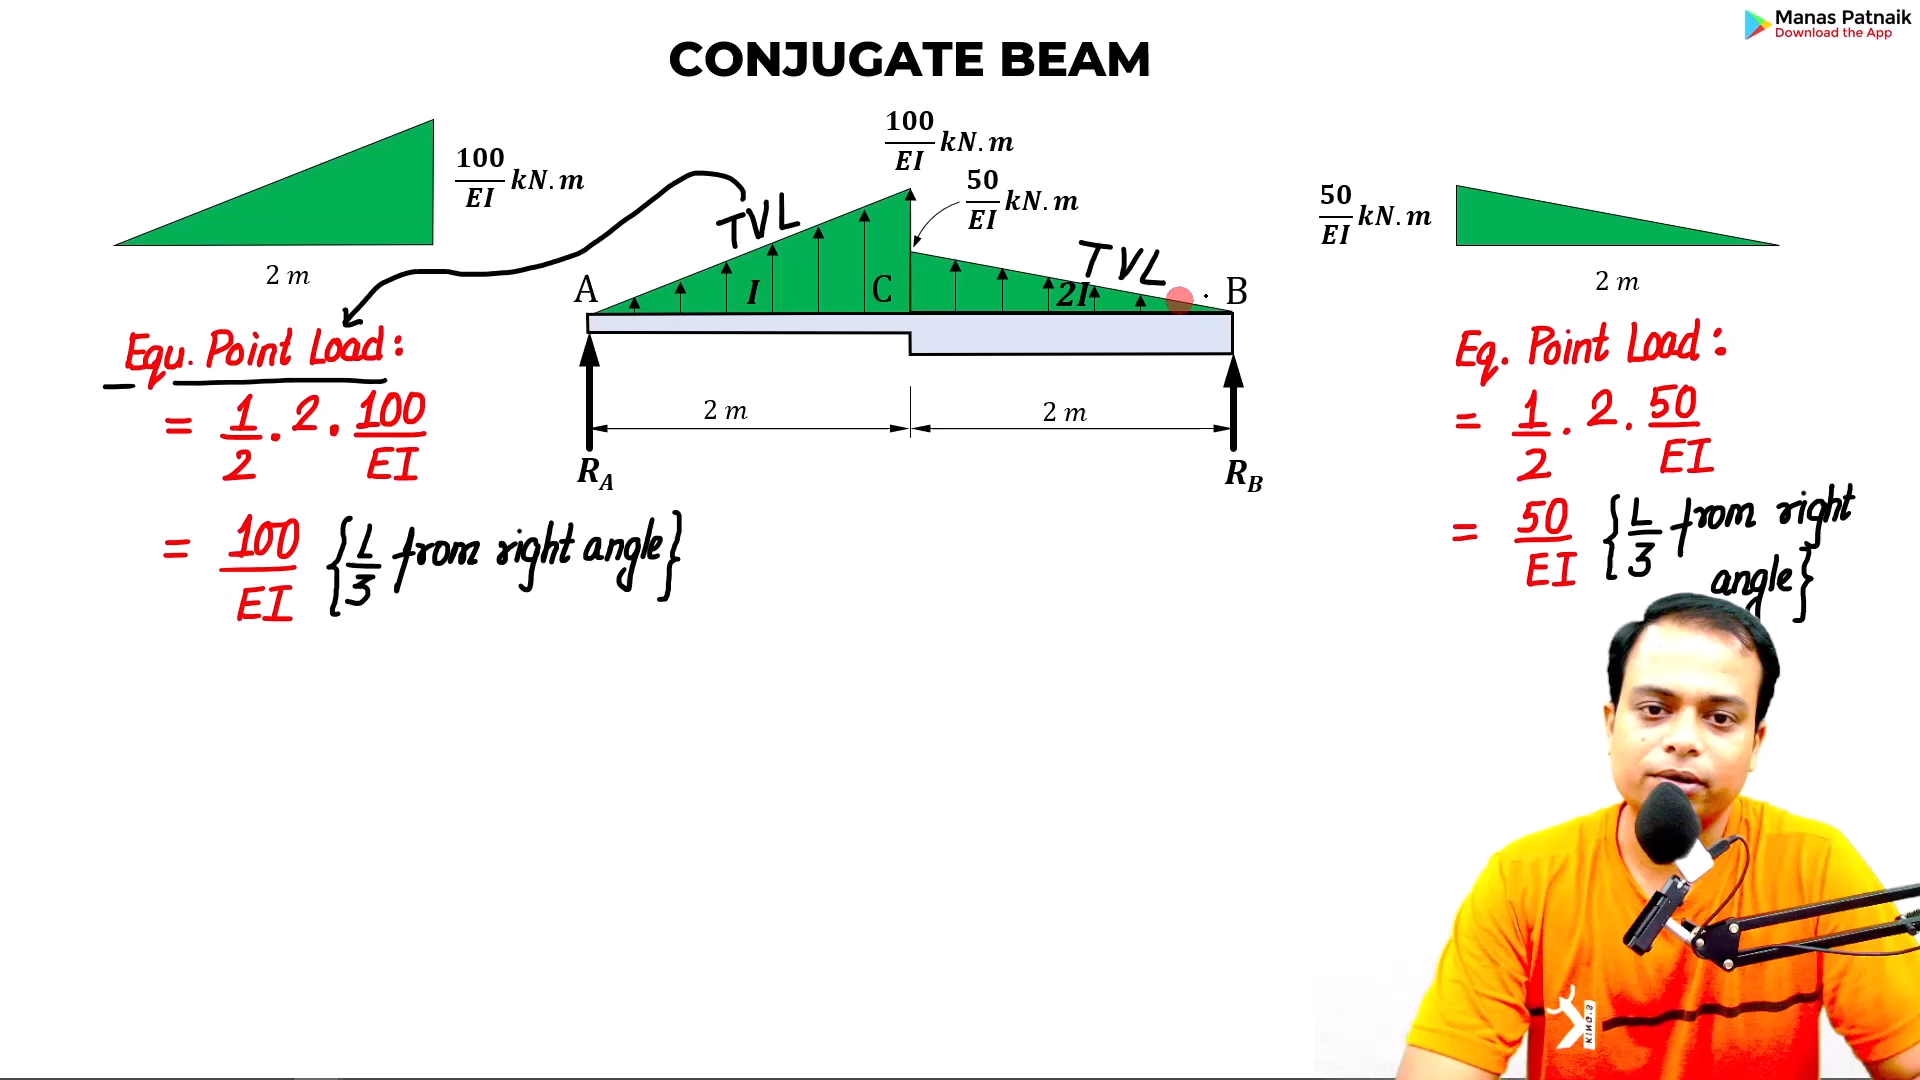 Manas Patnaik
Download the App
CONJUGATE BEAM
100/EI kN.m
2 m
100/EI kN.m
50/EI kN.m
TVL
TVL
A
I
C
2I
B
2 m
2 m
R_A
R_B
50/EI kN.m
2 m
Equ. Point Load:
= 1/2 . 2 . 100/EI
= 100/EI {L/3 from right angle}
Eq. Point Load:
= 1/2 . 2 . 50/EI
= 50/EI {L/3 from right
angle}